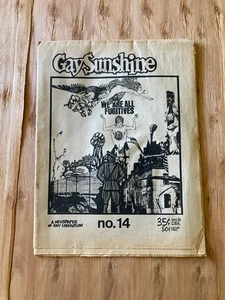 Gay Sunshine
WE ARE ALL
FUGITIVES
A NEWSPAPER
OF GAY LIBERATION
no.14
35¢
50¢